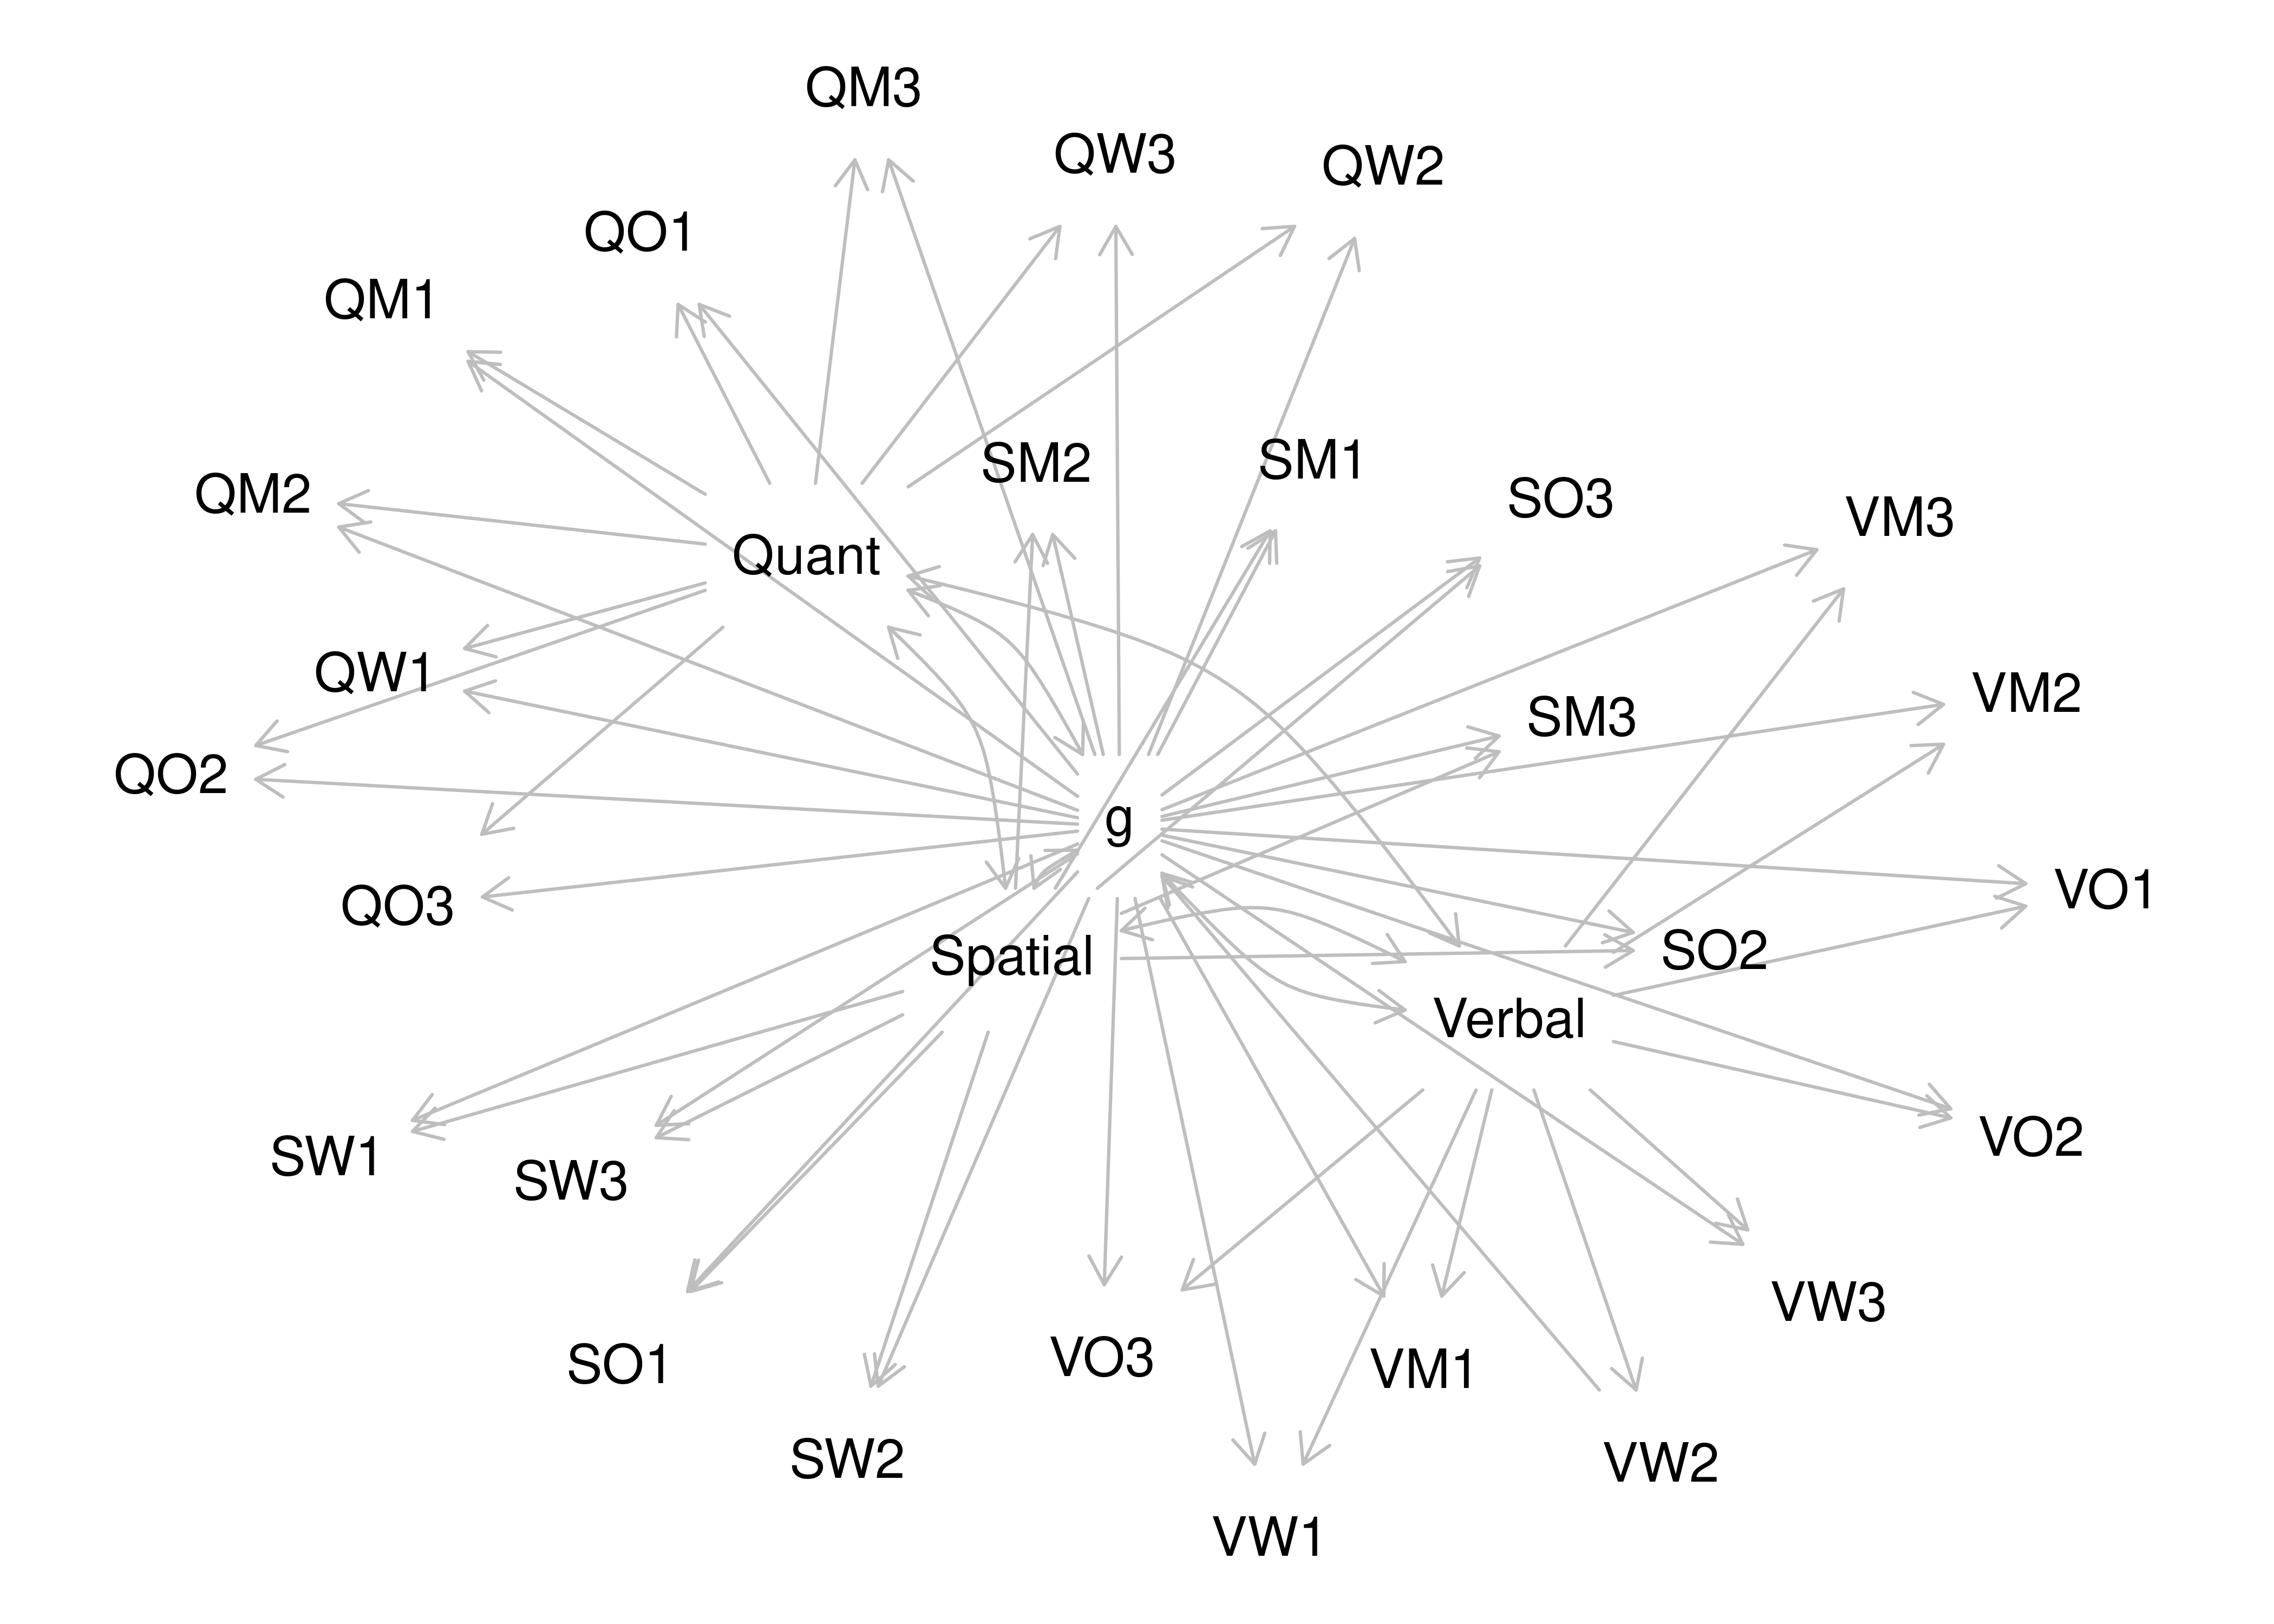 QM3
QW3
QW2
QO1
QM1
SM2
SM1
SO3
VM3
QM2
Quant
QW1
SM3
VM2
QO2
g
QO3
VO1
Spatial
SO2
Verbal
SW1
SW3
VO2
VW3
SO1
VO3
VM1
SW2
VW2
VW1